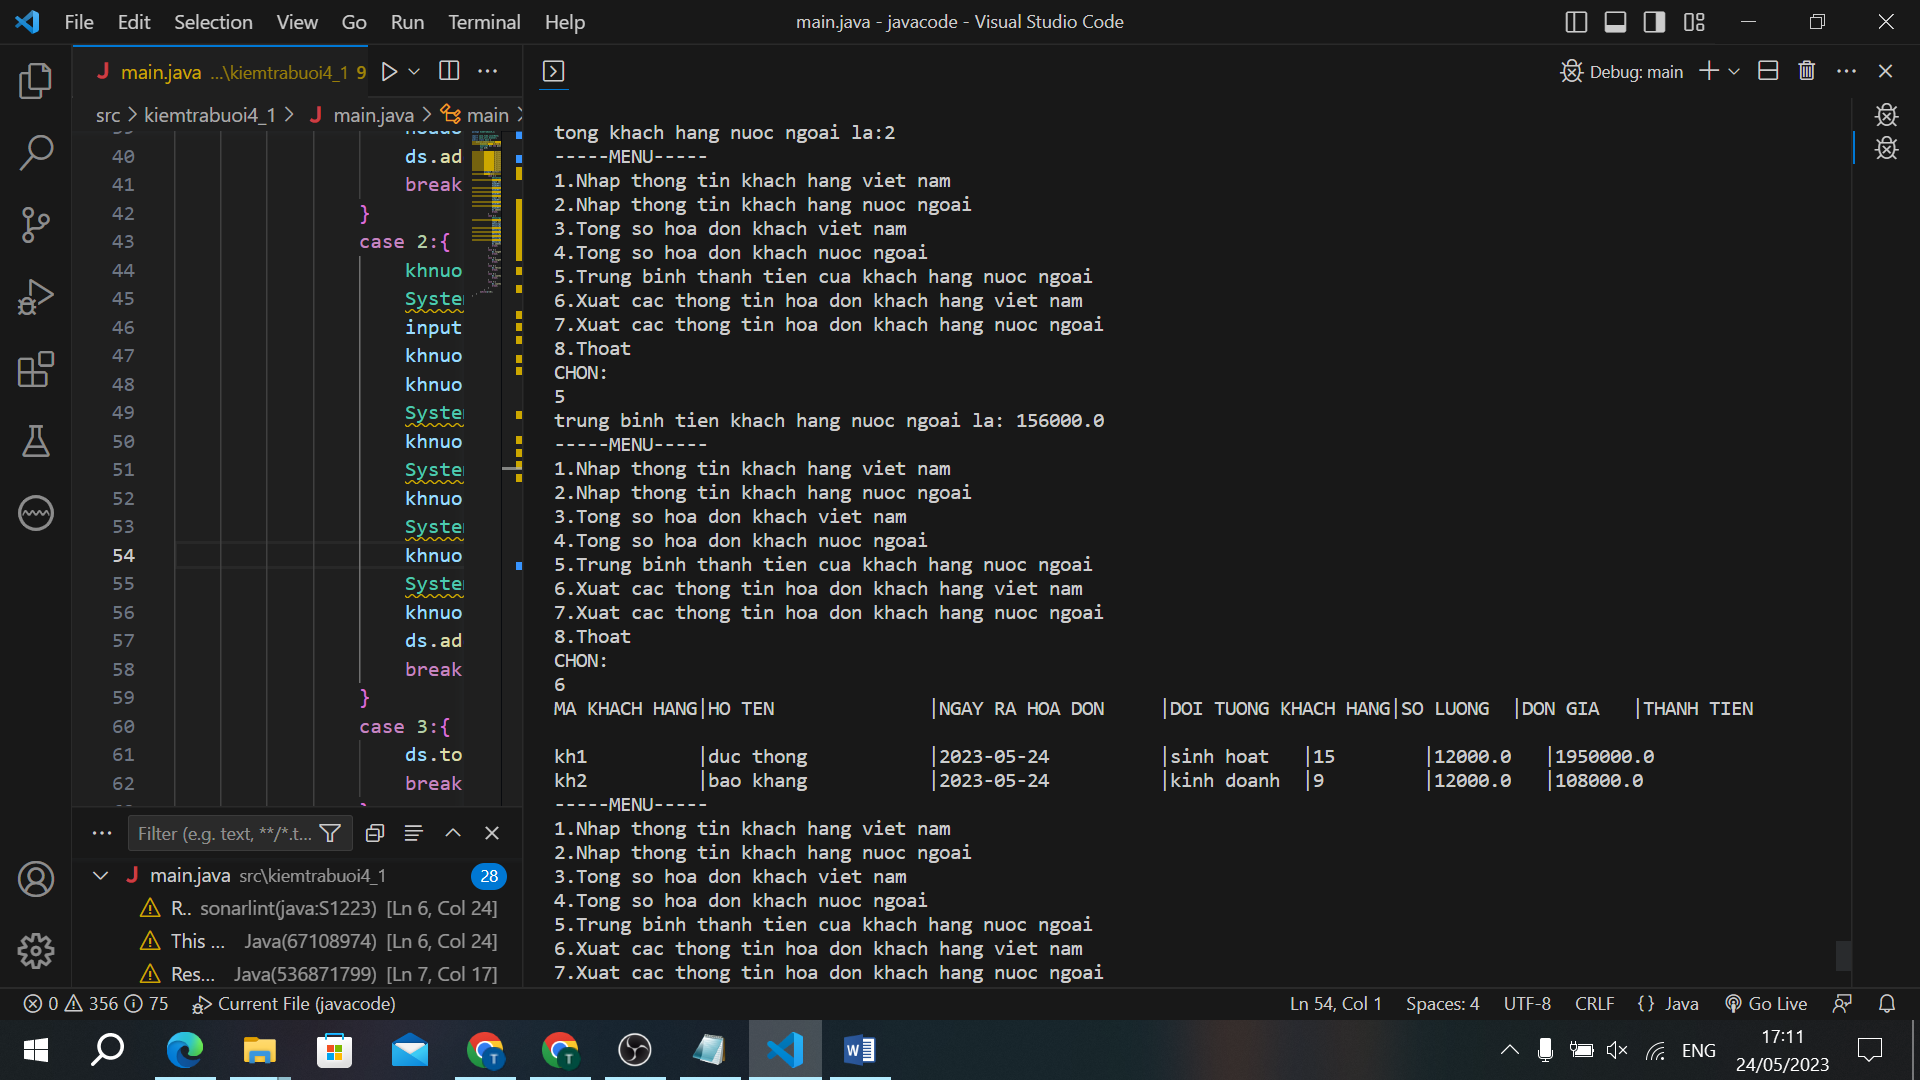 File Edit Selection View Go Run Terminal Help
main.java - javacode - Visual Studio Code
main.java ...\kiemtrabuoi4_1 9
src > kiemtrabuoi4_1 > main.java > main >
40 ds.ad
41 break
42 }
43 case 2:{
44 khnuo
45 System
46 input
47 khnuo
48 khnuo
49 System
50 khnuo
51 System
52 khnuo
53 System
54 khnuo
55 System
56 khnuo
57 ds.ad
58 break
59 }
60 case 3:{
61 ds.to
62 break
Filter (e.g. text, **/*.t...
main.java src\kiemtrabuoi4_1 28
R.. sonarlint(java:S1223) [Ln 6, Col 24]
This ... Java(67108974) [Ln 6, Col 24]
Res... Java(536871799) [Ln 7, Col 17]
Debug: main
tong khach hang nuoc ngoai la:2
-----MENU-----
1.Nhap thong tin khach hang viet nam
2.Nhap thong tin khach hang nuoc ngoai
3.Tong so hoa don khach viet nam
4.Tong so hoa don khach nuoc ngoai
5.Trung binh thanh tien cua khach hang nuoc ngoai
6.Xuat cac thong tin hoa don khach hang viet nam
7.Xuat cac thong tin hoa don khach hang nuoc ngoai
8.Thoat
CHON:
5
trung binh tien khach hang nuoc ngoai la: 156000.0
-----MENU-----
1.Nhap thong tin khach hang viet nam
2.Nhap thong tin khach hang nuoc ngoai
3.Tong so hoa don khach viet nam
4.Tong so hoa don khach nuoc ngoai
5.Trung binh thanh tien cua khach hang nuoc ngoai
6.Xuat cac thong tin hoa don khach hang viet nam
7.Xuat cac thong tin hoa don khach hang nuoc ngoai
8.Thoat
CHON:
6
MA KHACH HANG|HO TEN |NGAY RA HOA DON |DOI TUONG KHACH HANG|SO LUONG |DON GIA |THANH TIEN
kh1 |duc thong |2023-05-24 |sinh hoat |15 |12000.0 |1950000.0
kh2 |bao khang |2023-05-24 |kinh doanh |9 |12000.0 |108000.0
-----MENU-----
1.Nhap thong tin khach hang viet nam
2.Nhap thong tin khach hang nuoc ngoai
3.Tong so hoa don khach viet nam
4.Tong so hoa don khach nuoc ngoai
5.Trung binh thanh tien cua khach hang nuoc ngoai
6.Xuat cac thong tin hoa don khach hang viet nam
7.Xuat cac thong tin hoa don khach hang nuoc ngoai
0 356 75 Current File (javacode)
Ln 54, Col 1 Spaces: 4 UTF-8 CRLF {} Java Go Live
ENG
17:11
24/05/2023